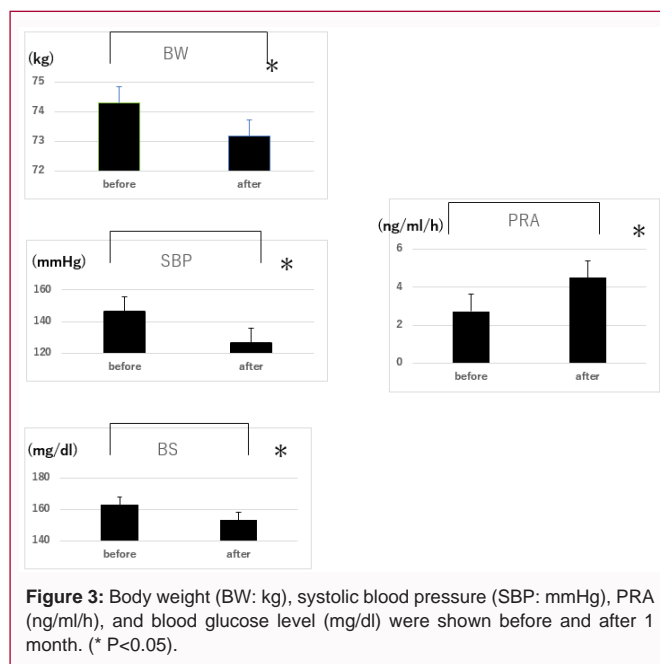 BW
(kg)
*
75
74
73
72
before after
SBP
(mmHg)
*
160
140
120
before after
BS
(mg/dl)
*
180
160
140
before after
PRA
(ng/ml/h)
*
6
4
2
0
before after
Figure 3: Body weight (BW: kg), systolic blood pressure (SBP: mmHg), PRA
(ng/ml/h), and blood glucose level (mg/dl) were shown before and after 1
month. (* P<0.05).